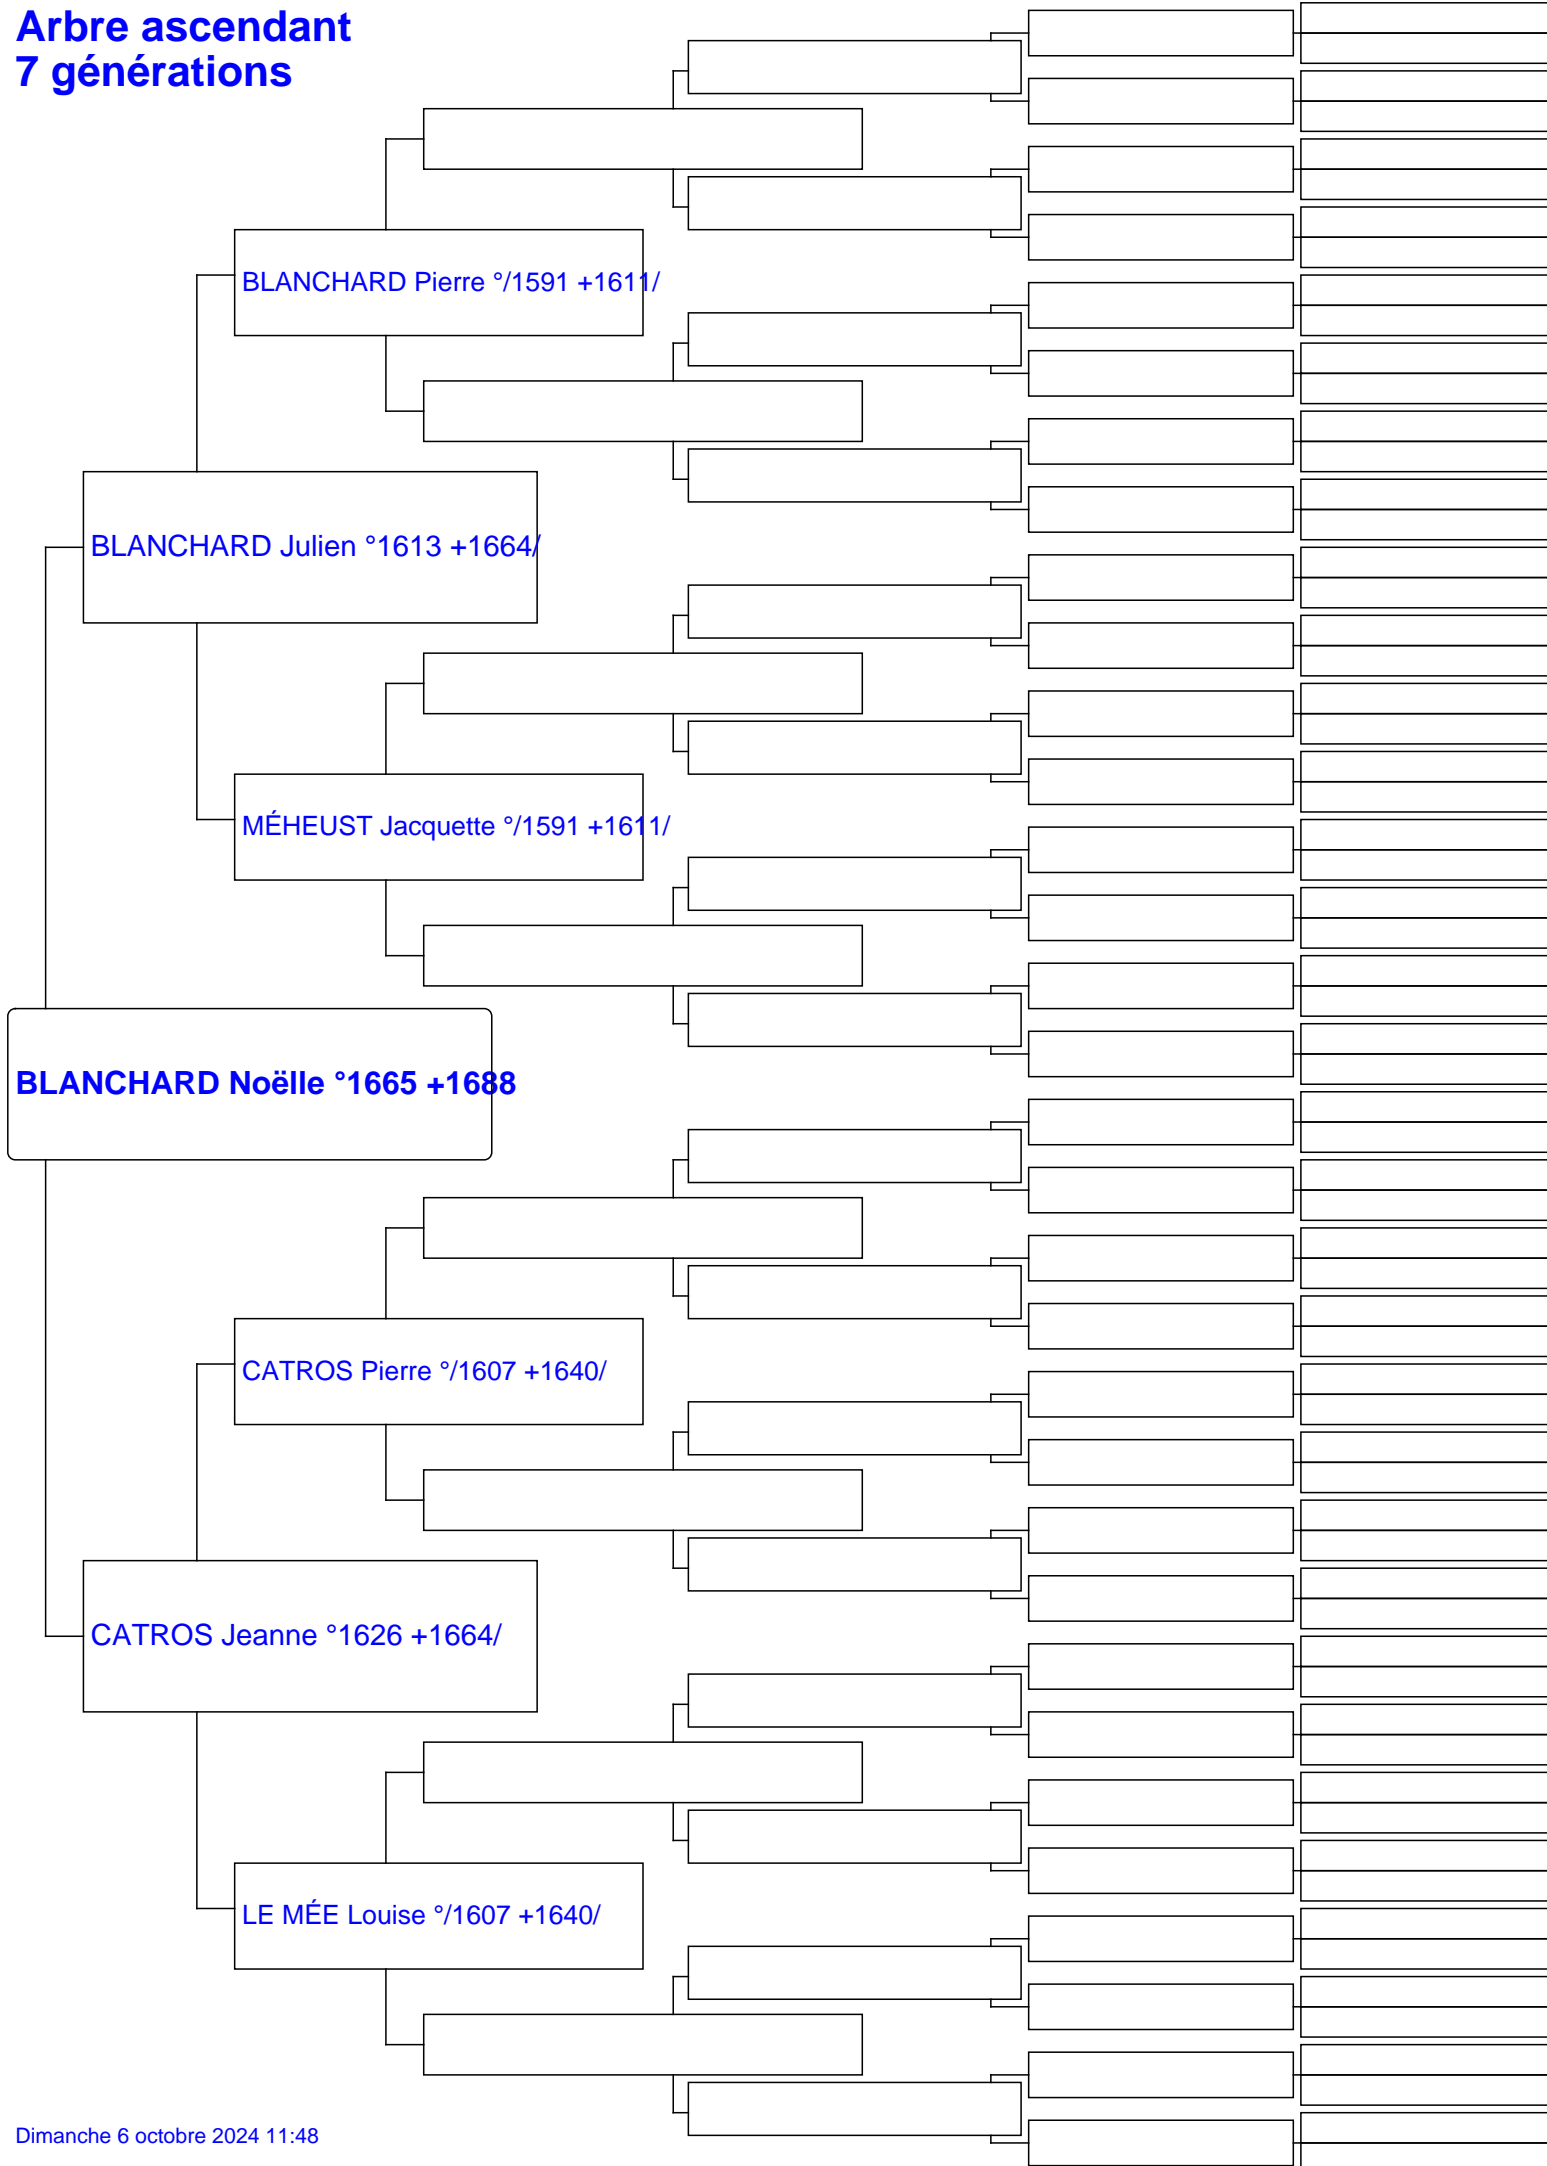 Arbre ascendant
7 générations
BLANCHARD Pierre °/1591 +1611/
BLANCHARD Julien °1613 +1664/
MÉHEUST Jacquette °/1591 +1611/
BLANCHARD Noëlle °1665 +1688
CATROS Pierre °/1607 +1640/
CATROS Jeanne °1626 +1664/
LE MÉE Louise °/1607 +1640/
Dimanche 6 octobre 2024 11:48